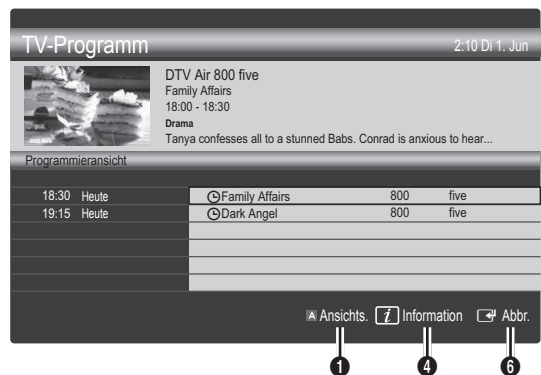 TV-Programm 2:10 Di 1. Jun
DTV Air 800 five
Family Affairs
18:00 - 18:30
Drama
Tanya confesses all to a stunned Babs. Conrad is anxious to hear...
800 five
Programmieransicht
18:30 Heute Family Affairs 800 five
19:15 Heute Dark Angel 800 five
A Ansichts. i Information Abbr.
1 4 6